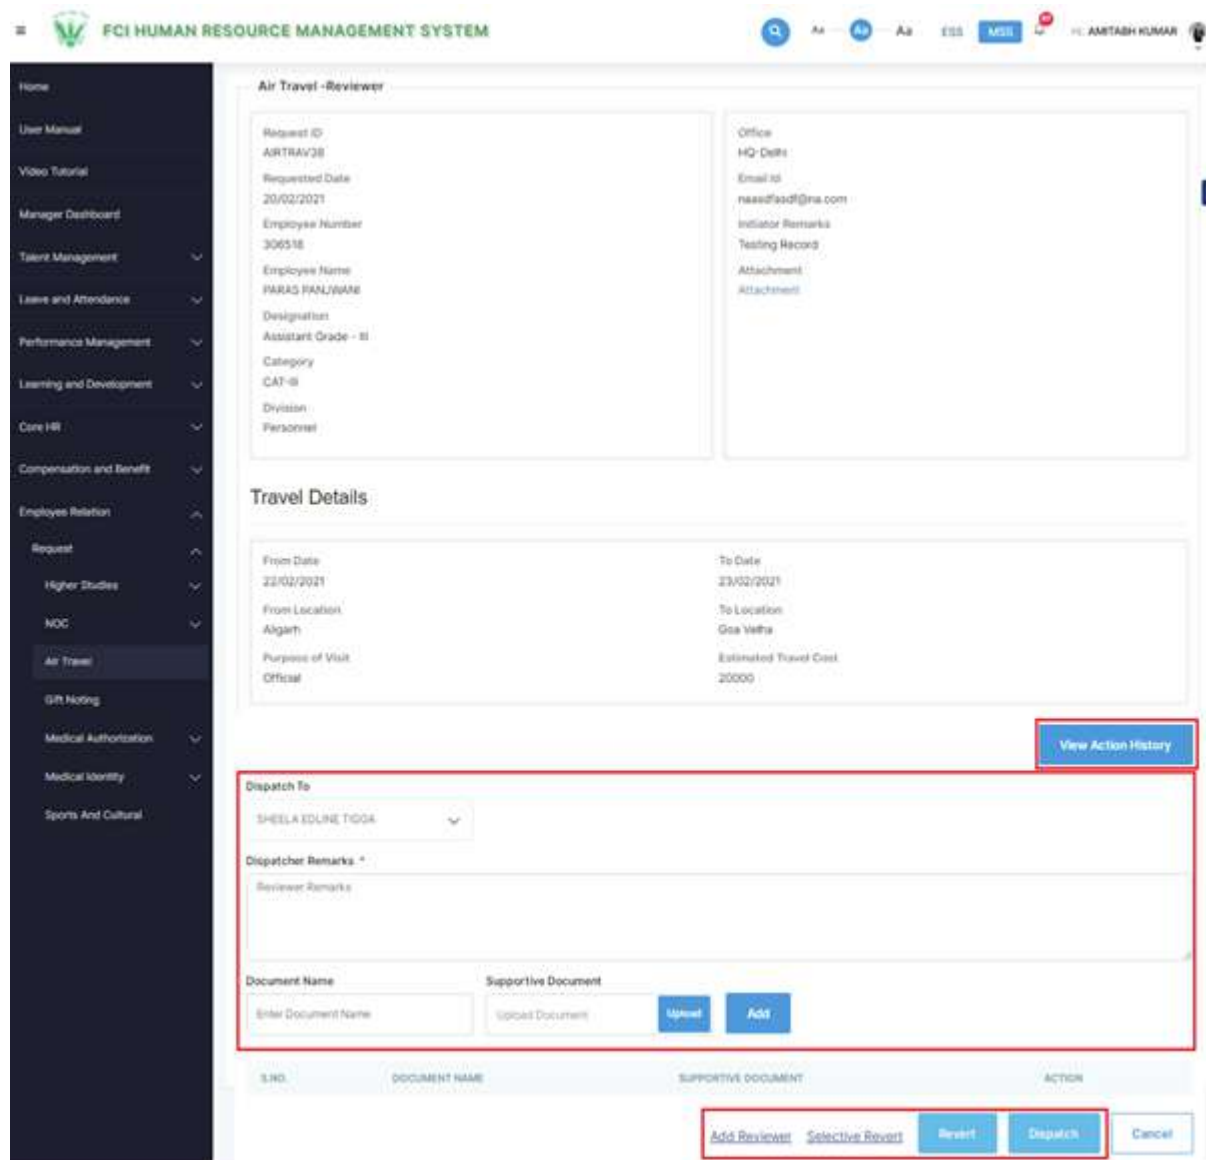 FCI HUMAN RESOURCE MANAGEMENT SYSTEM
Aa Aa Aa ESS MSS AMITABH KUMAR
Home
User Manual
Video Tutorial
Manager Dashboard
Talent Management
Leave and Attendance
Performance Management
Learning and Development
Core HR
Compensation and Benefit
Employee Relation
Request
Higher Studies
NOC
Air Travel
Gift Noting
Medical Authorization
Medical Identity
Sports And Cultural
Air Travel -Reviewer
Request ID
AIRTRAV38
Requested Date
20/02/2021
Employee Number
306518
Employee Name
PARAS PANJWANI
Designation
Assistant Grade - III
Category
CAT-III
Division
Personnel
Office
HQ-Delhi
Email Id
naasdfasdf@na.com
Initiator Remarks
Testing Record
Attachment
Attachment
Travel Details
From Date
22/02/2021
From Location
Aligarh
Purpose of Visit
Official
To Date
23/02/2021
To Location
Goa Velha
Estimated Travel Cost
20000
View Action History
Dispatch To
SHEELA EDLINE TIGGA
Dispatcher Remarks *
Reviewer Remarks
Document Name Supportive Document
Enter Document Name Upload Document Upload Add
S.NO. DOCUMENT NAME SUPPORTIVE DOCUMENT ACTION
Add Reviewer Selective Revert Revert Dispatch Cancel